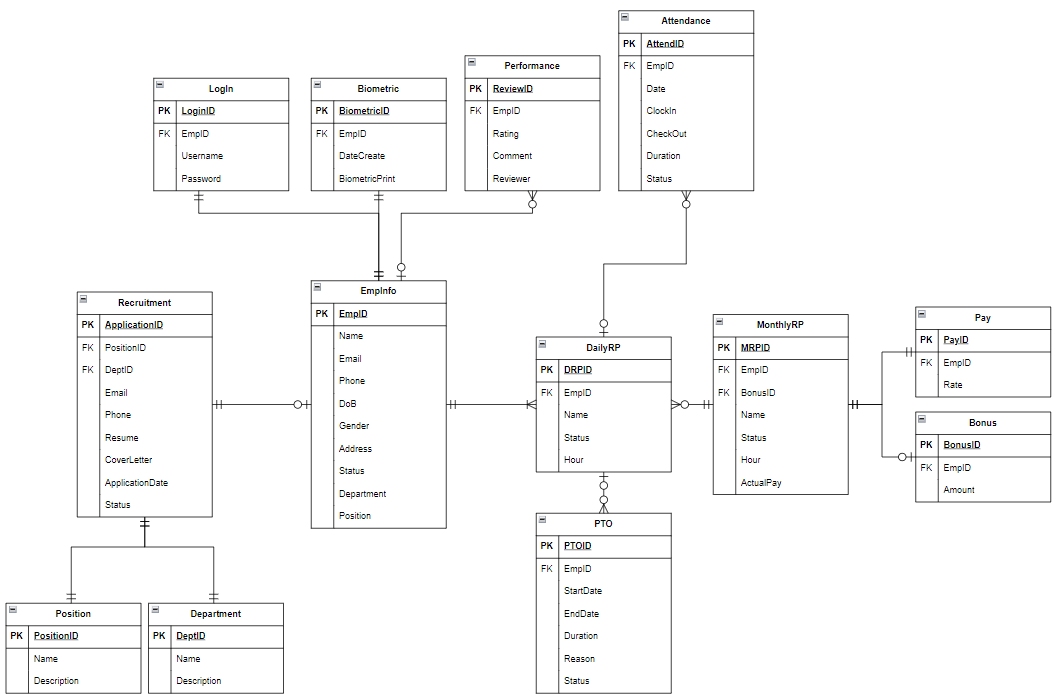 Attendance
PK AttendID
FK EmpID
Date
ClockIn
CheckOut
Duration
Status
Performance
PK ReviewID
FK EmpID
Rating
Comment
Reviewer
LogIn
PK LoginID
FK EmpID
Username
Password
Biometric
PK BiometricID
FK EmpID
DateCreate
BiometricPrint
EmpInfo
PK EmpID
Name
Email
Phone
DoB
Gender
Address
Status
Department
Position
Recruitment
PK ApplicationID
FK PositionID
FK DeptID
Email
Phone
Resume
CoverLetter
ApplicationDate
Status
DailyRP
PK DRPID
FK EmpID
Name
Status
Hour
MonthlyRP
PK MRPID
FK EmpID
FK BonusID
Name
Status
Hour
ActualPay
Pay
PK PayID
FK EmpID
Rate
Bonus
PK BonusID
FK EmpID
Amount
PTO
PK PTOID
FK EmpID
StartDate
EndDate
Duration
Reason
Status
Position
PK PositionID
Name
Description
Department
PK DeptID
Name
Description